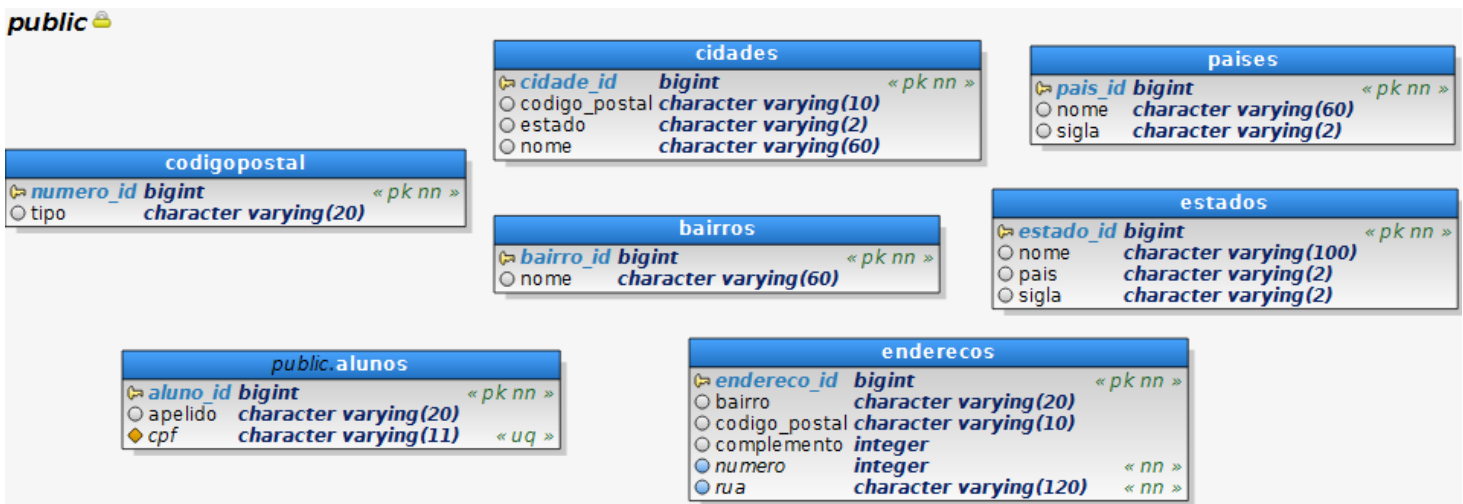 public
cidades
cidade_id bigint « pk nn »
codigo_postal character varying(10)
estado character varying(2)
nome character varying(60)
paises
pais_id bigint « pk nn »
nome character varying(60)
sigla character varying(2)
codigopostal
numero_id bigint « pk nn »
tipo character varying(20)
bairros
bairro_id bigint « pk nn »
nome character varying(60)
estados
estado_id bigint « pk nn »
nome character varying(100)
pais character varying(2)
sigla character varying(2)
public.alunos
aluno_id bigint « pk nn »
apelido character varying(20)
cpf character varying(11) « uq »
enderecos
endereco_id bigint « pk nn »
bairro character varying(20)
codigo_postal character varying(10)
complemento integer
numero integer « nn »
rua character varying(120) « nn »